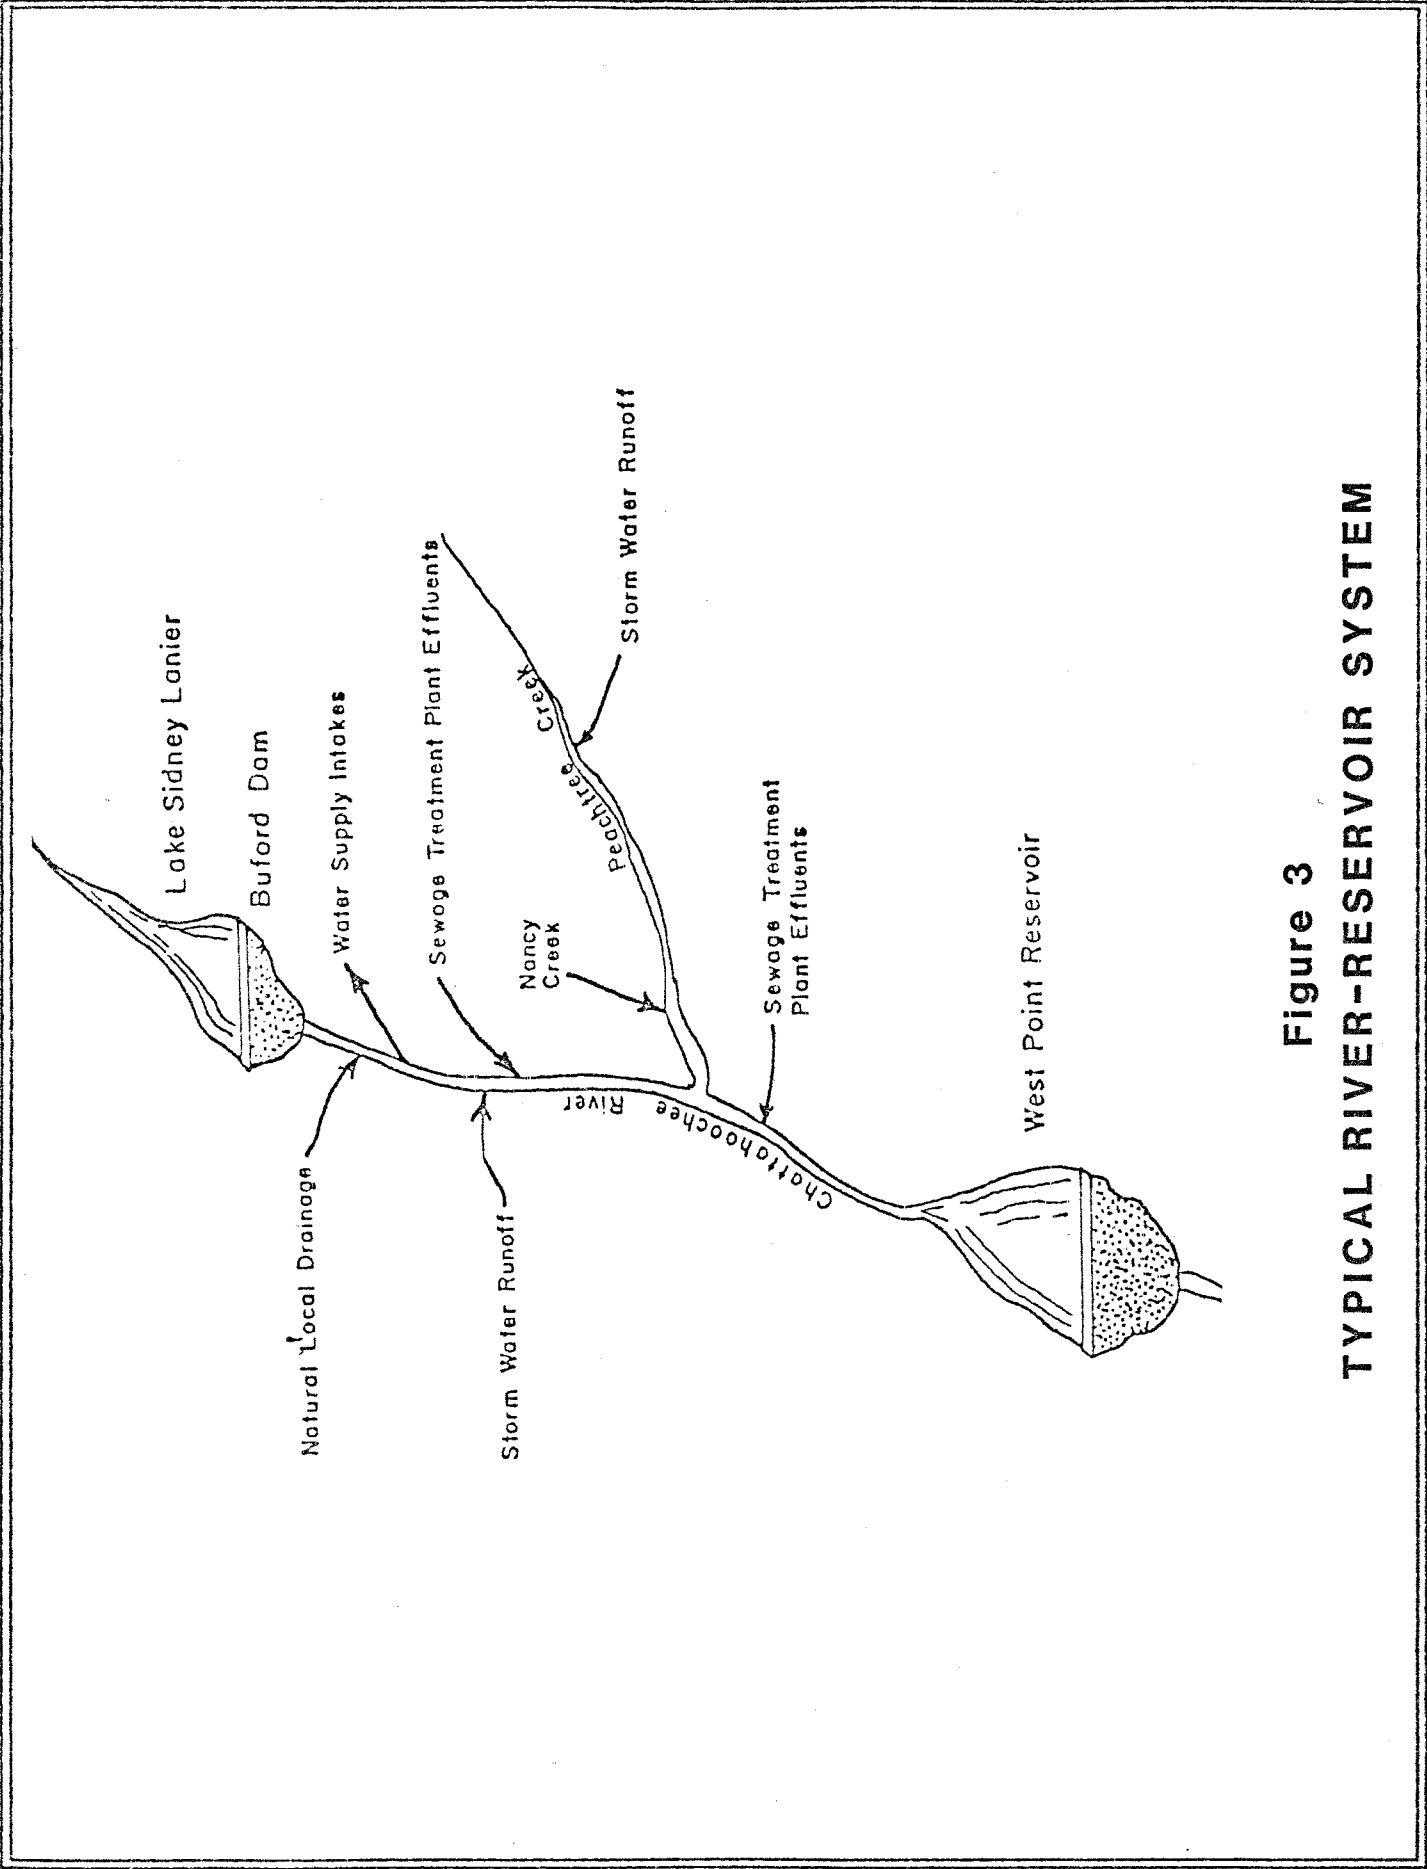 Lake Sidney Lanier
Buford Dam
Water Supply Intakes
Natural Local Drainage
Sewage Treatment Plant Effluents
Storm Water Runoff
Nancy
Creek
Peachtree Creek
Storm Water Runoff
Chattahoochee River
Sewage Treatment
Plant Effluents
West Point Reservoir
Figure 3
TYPICAL RIVER-RESERVOIR SYSTEM